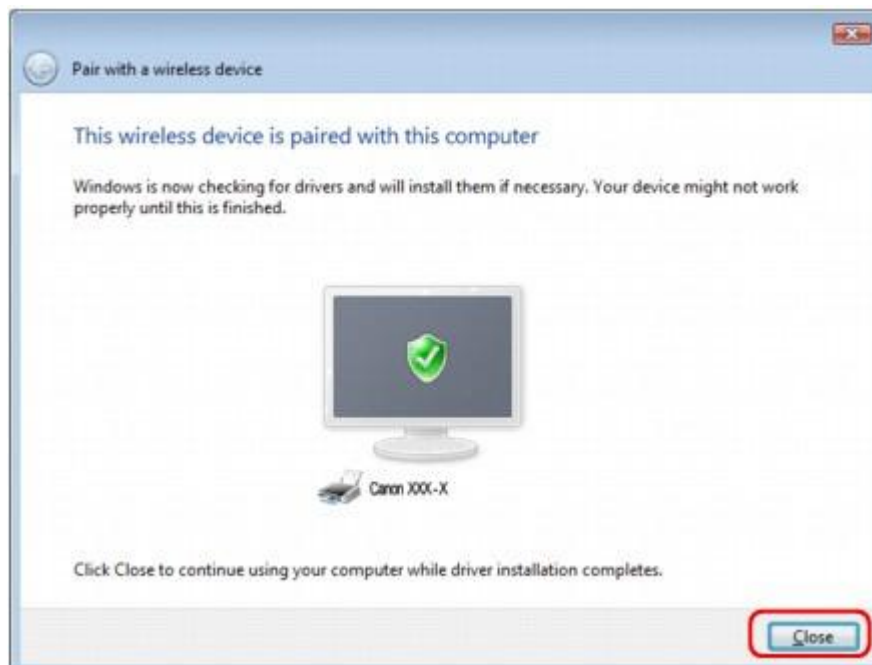 Pair with a wireless device
This wireless device is paired with this computer
Windows is now checking for drivers and will install them if necessary. Your device might not work
properly until this is finished.
Canon XXX-X
Click Close to continue using your computer while driver installation completes.
Close